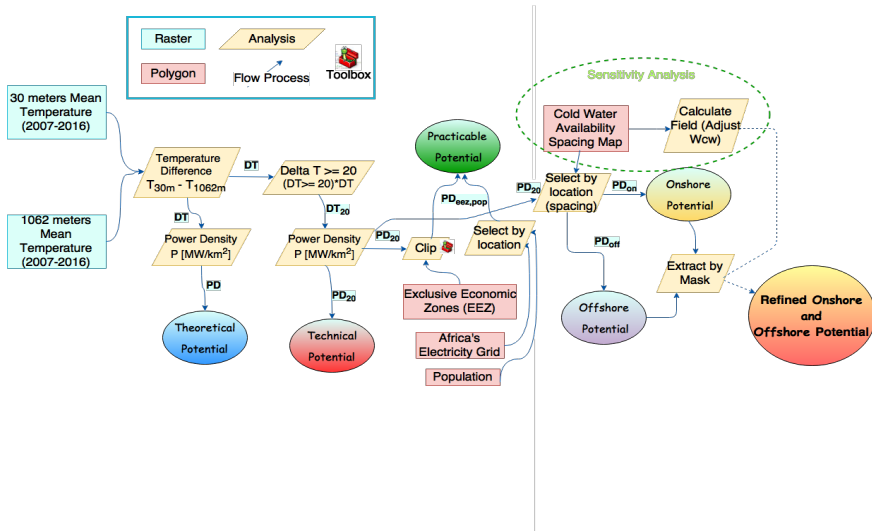 Raster
Analysis
Polygon
Flow Process
Toolbox
30 meters Mean
Temperature
(2007-2016)
1062 meters
Mean
Temperature
(2007-2016)
Temperature
Difference
T30m - T1062m
DT
DT
Delta T >= 20
(DT>= 20)*DT
DT20
Power Density
P [MW/km²]
PD
Theoretical
Potential
Power Density
P [MW/km²]
PD20
PD20
Technical
Potential
Practicable
Potential
PDeez,pop
Clip
Select by
location
Exclusive Economic
Zones (EEZ)
Africa's
Electricity Grid
Population
Sensitivity Analysis
Cold Water
Availability
Spacing Map
Calculate
Field (Adjust
Wcw)
PD20
Select by
location
(spacing)
PDon
Onshore
Potential
PDoff
Offshore
Potential
Extract by
Mask
Refined Onshore
and
Offshore Potential